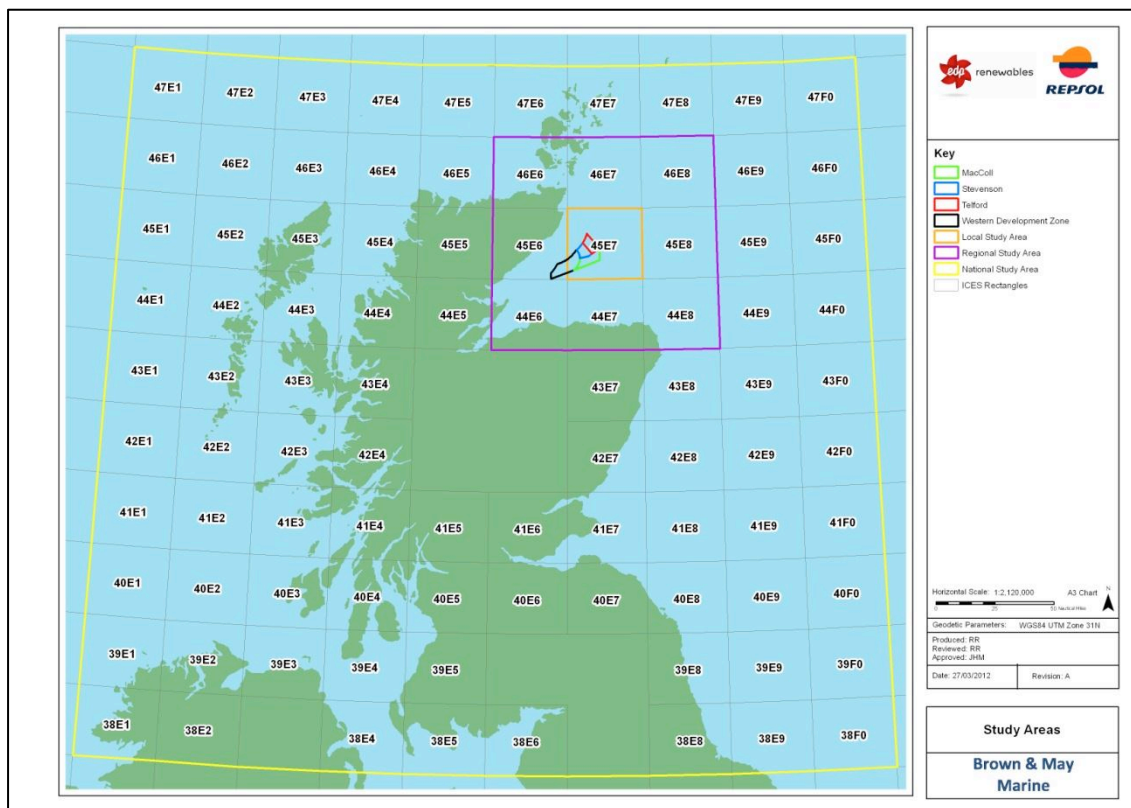 47E1 47E2 47E3 47E4 47E5 47E6 47E7 47E8 47E9 47F0
46E1 46E2 46E3 46E4 46E5 46E6 46E7 46E8 46E9 46F0
45E1 45E2 45E3 45E4 45E5 45E6 45E7 45E8 45E9 45F0
44E1 44E2 44E3 44E4 44E5 44E6 44E7 44E8 44E9 44F0
43E1 43E2 43E3 43E4 43E7 43E8 43E9 43F0
42E1 42E2 42E3 42E4 42E7 42E8 42E9 42F0
41E1 41E2 41E3 41E4 41E5 41E6 41E7 41E8 41E9 41F0
40E1 40E2 40E3 40E4 40E5 40E6 40E7 40E8 40E9 40F0
39E1 39E2 39E3 39E4 39E5 39E8 39E9 39F0
38E1 38E2 38E4 38E5 38E6 38E8 38E9 38F0
edp renewables
REPSOL
Key
MacColl
Stevenson
Telford
Western Development Zone
Local Study Area
Regional Study Area
National Study Area
ICES Rectangles
Horizontal Scale: 1:2,120,000 A3 Chart N
0 25 50 Nautical Miles
Geodetic Parameters: WGS84 UTM Zone 31N
Produced: RR
Reviewed: RR
Approved: JHM
Date: 27/03/2012 Revision: A
Study Areas
Brown & May
Marine